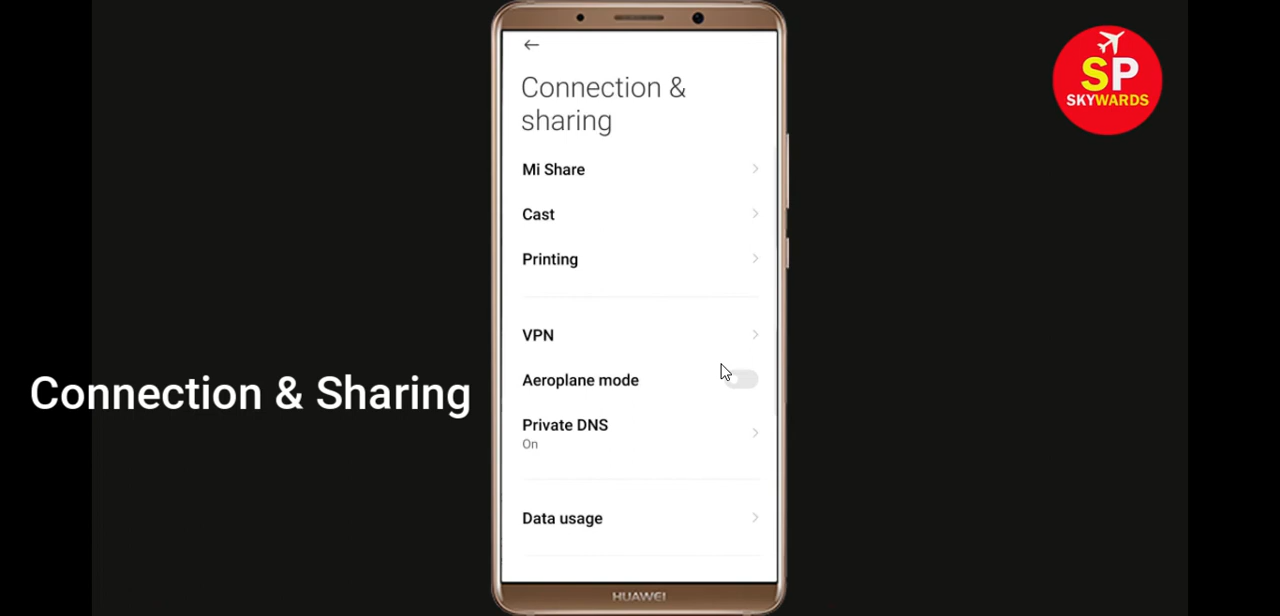 Connection &
sharing
Mi Share
Cast
Printing
VPN
Aeroplane mode
Private DNS
On
Data usage
HUAWEI
Connection & Sharing
SP
SKYWARDS